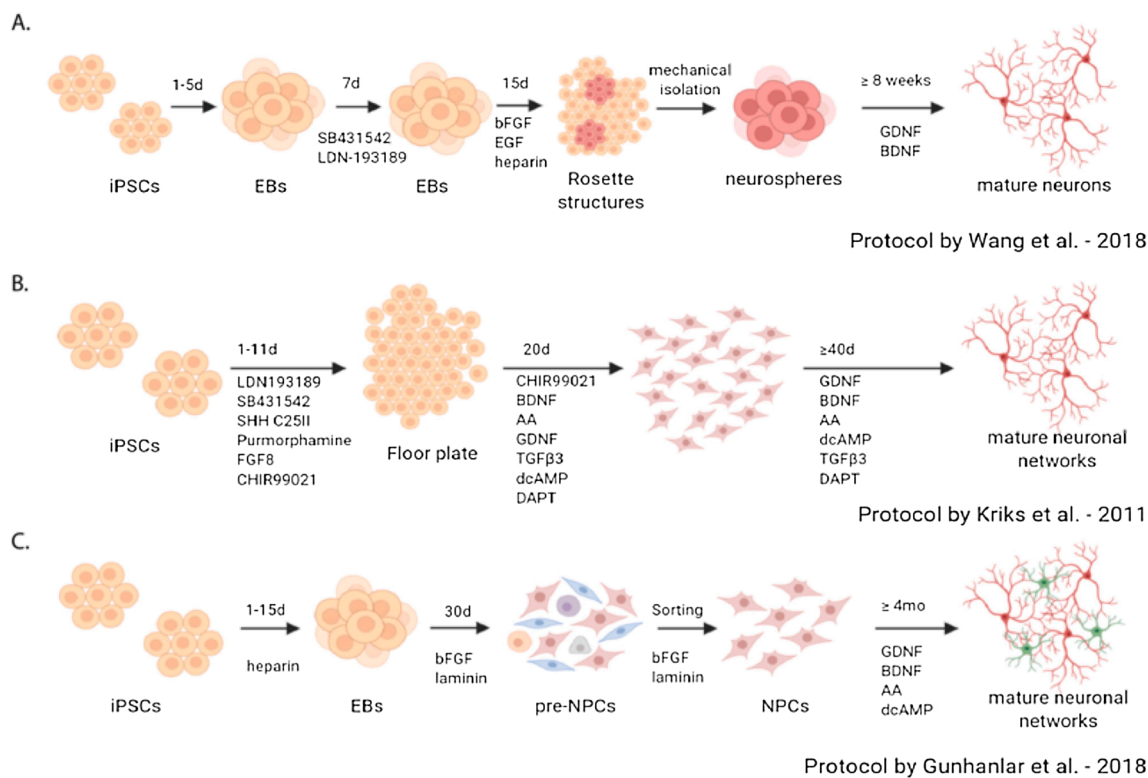 A.
1-5d
7d
SB431542
LDN-193189
15d
bFGF
EGF
heparin
mechanical
isolation
≥ 8 weeks
GDNF
BDNF
iPSCs
EBs
EBs
Rosette
structures
neurospheres
mature neurons
Protocol by Wang et al. - 2018
B.
1-11d
LDN193189
SB431542
SHH C25II
Purmorphamine
FGF8
CHIR99021
20d
CHIR99021
BDNF
AA
GDNF
TGFβ3
dcAMP
DAPT
≥40d
GDNF
BDNF
AA
dcAMP
TGFβ3
DAPT
iPSCs
Floor plate
mature neuronal
networks
Protocol by Kriks et al. - 2011
C.
1-15d
heparin
30d
bFGF
laminin
Sorting
bFGF
laminin
≥ 4mo
GDNF
BDNF
AA
dcAMP
iPSCs
EBs
pre-NPCs
NPCs
mature neuronal
networks
Protocol by Gunhanlar et al. - 2018